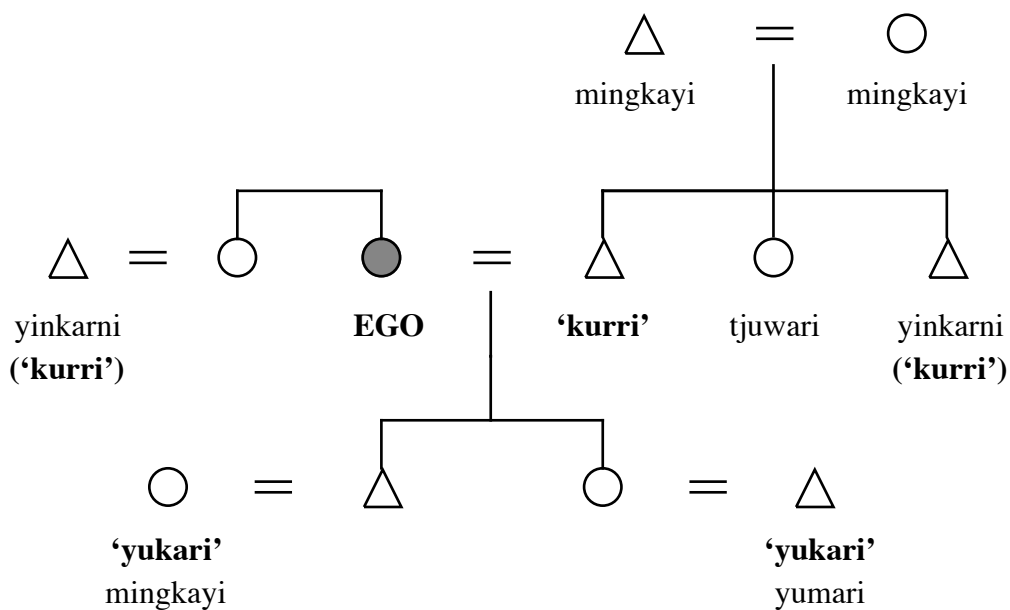 mingkayi mingkayi
yinkarni EGO ‘kurri’ tjuwari yinkarni
(‘kurri’) (‘kurri’)
‘yukari’ ‘yukari’
mingkayi yumari